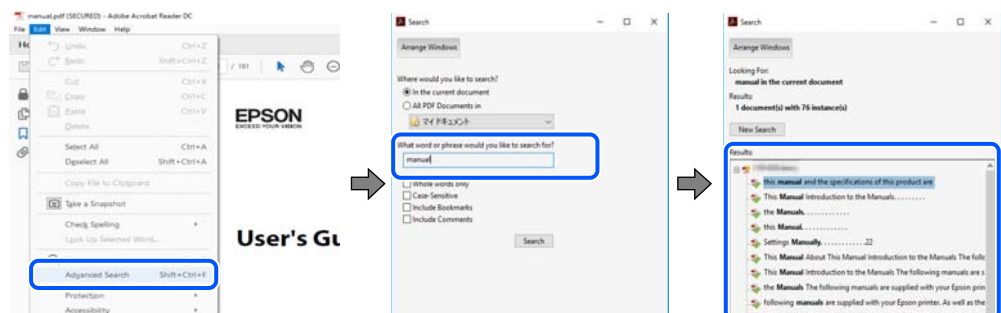 manual.pdf (SECURED) - Adobe Acrobat Reader DC
File Edit View Window Help
Undo Ctrl+Z
Redo Shift+Ctrl+Z
Cut Ctrl+X
Copy Ctrl+C
Paste Ctrl+V
Delete
Select All Ctrl+A
Deselect All Shift+Ctrl+A
Copy File to Clipboard
Take a Snapshot
Check Spelling
Look Up Selected Word...
Advanced Search Shift+Ctrl+F
Protection
Accessibility
/ 191
EPSON
EXCEED YOUR VISION
User's Gu
Search
Arrange Windows
Where would you like to search?
In the current document
All PDF Documents in
マイ ドキュメント
What word or phrase would you like to search for?
manual
Whole words only
Case-Sensitive
Include Bookmarks
Include Comments
Search
Search
Arrange Windows
Looking For:
manual in the current document
Results:
1 document(s) with 76 instance(s)
New Search
Results:
this manual and the specifications of this product are
This Manual Introduction to the Manuals. . . . . . . .
the Manuals. . . . . . . . . . . .
this Manual. . . . . . . . . . . .
Settings Manually. . . . . . . . . . . .22
This Manual About This Manual Introduction to the Manuals The follo
This Manual Introduction to the Manuals The following manuals are s
the Manuals The following manuals are supplied with your Epson prin
following manuals are supplied with your Epson printer. As well as the